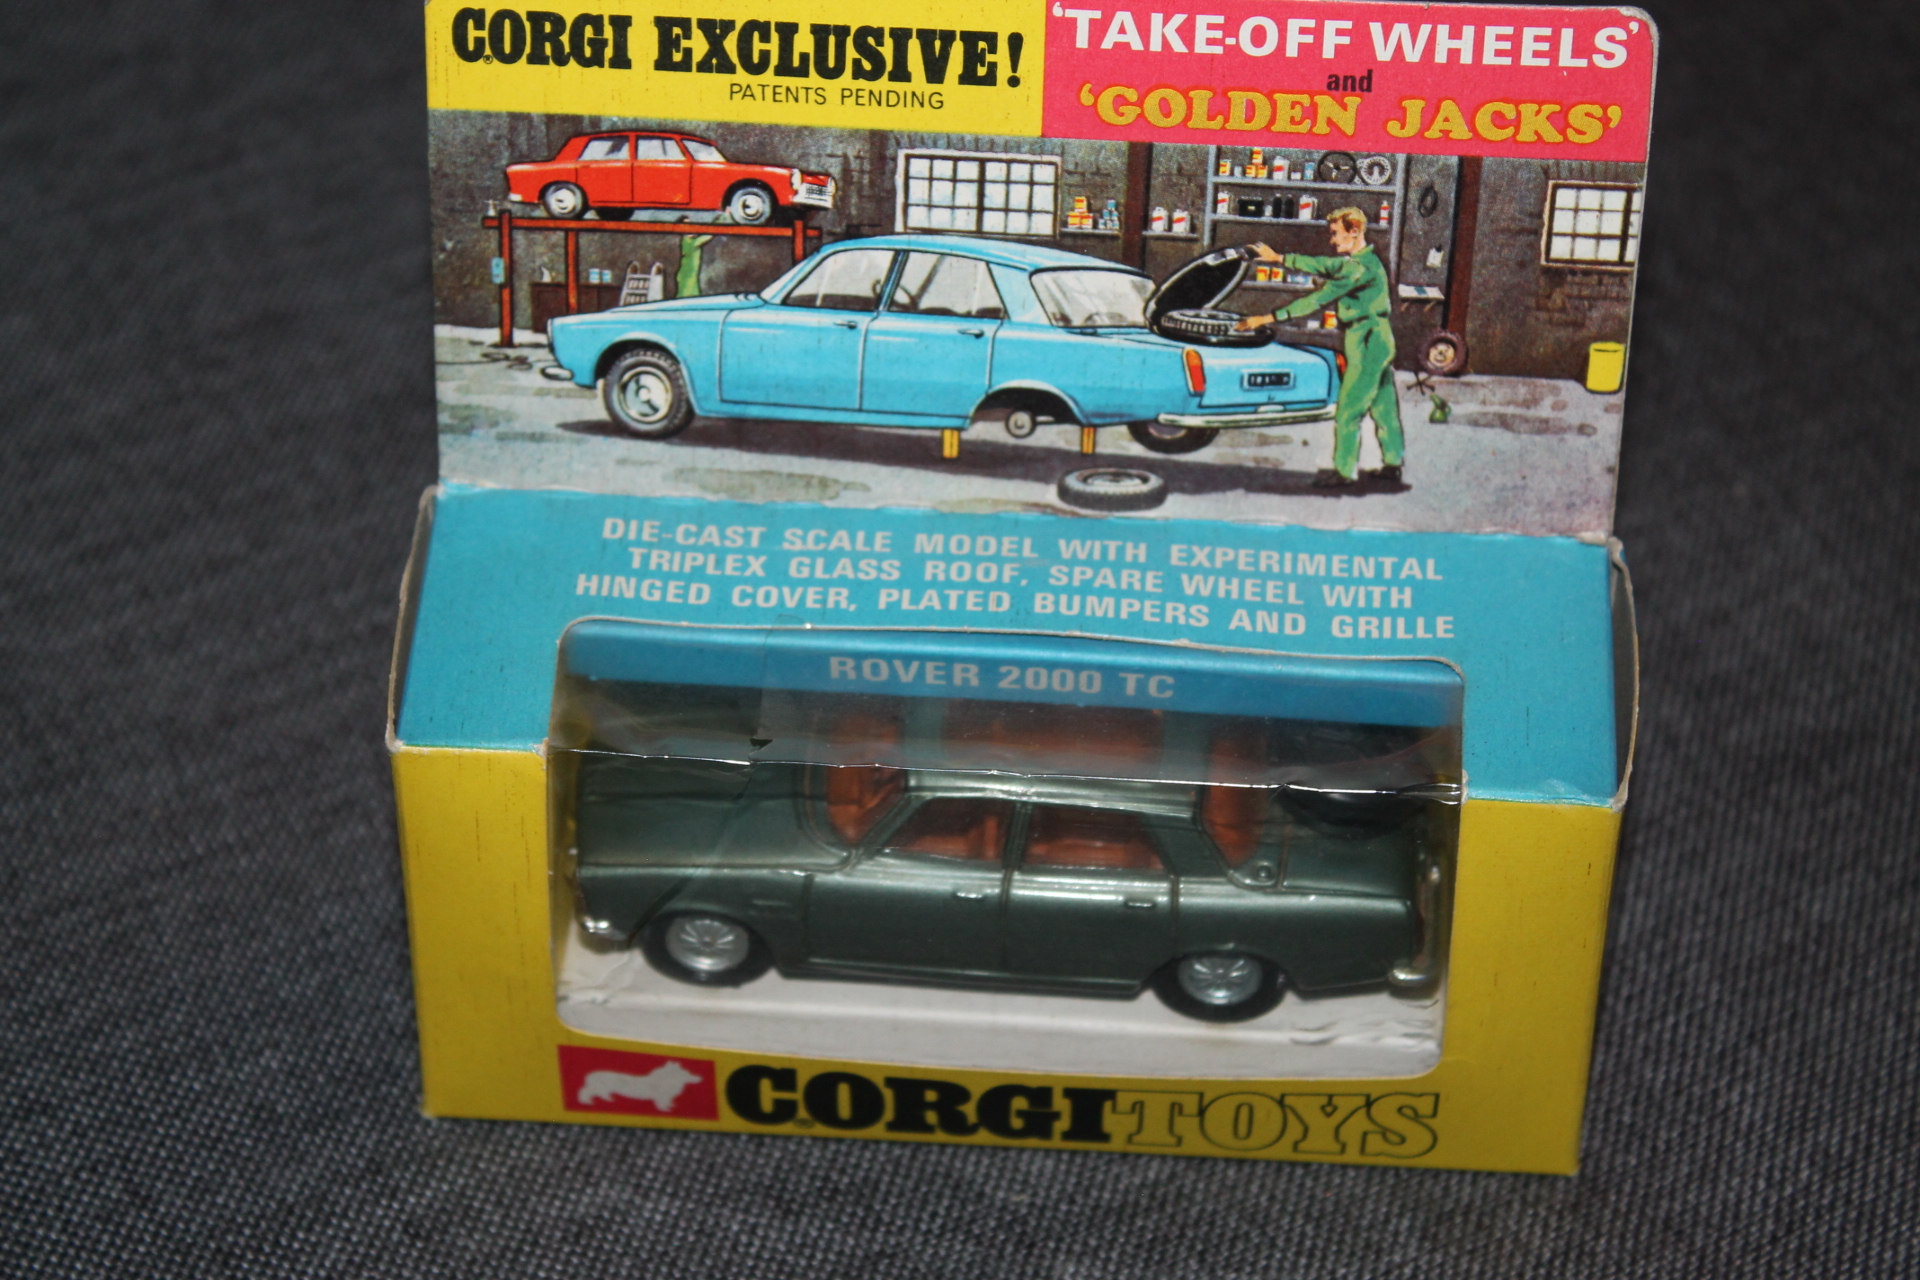 CORGI EXCLUSIVE!
PATENTS PENDING
'TAKE-OFF WHEELS'
and
'GOLDEN JACKS'
DIE-CAST SCALE MODEL WITH EXPERIMENTAL
TRIPLEX GLASS ROOF, SPARE WHEEL WITH
HINGED COVER, PLATED BUMPERS AND GRILLE
ROVER 2000 TC
CORGI TOYS